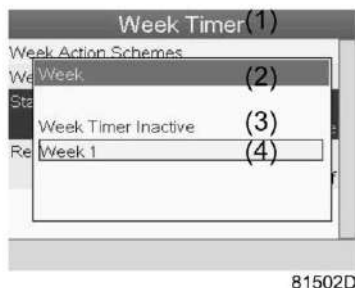 Week Timer (1)
Week Action Schemes
We
Week (2)
Sta
Week Timer Inactive (3)
e
Re
Week 1 (4)
f
81502D